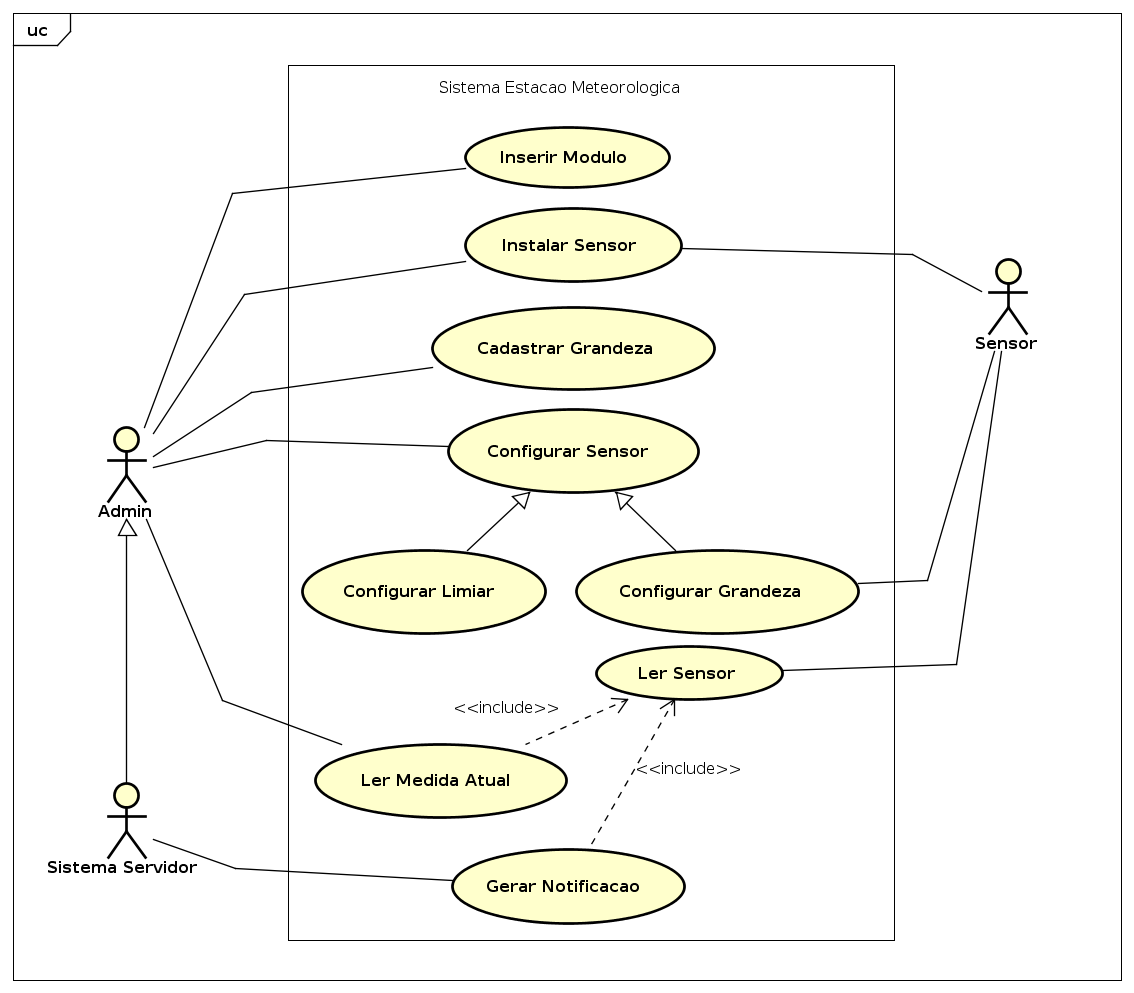 uc
Sistema Estacao Meteorologica
Inserir Modulo
Instalar Sensor
Sensor
Cadastrar Grandeza
Configurar Sensor
Admin
Configurar Limiar
Configurar Grandeza
Ler Sensor
<<include>>
<<include>>
Ler Medida Atual
Sistema Servidor
Gerar Notificacao